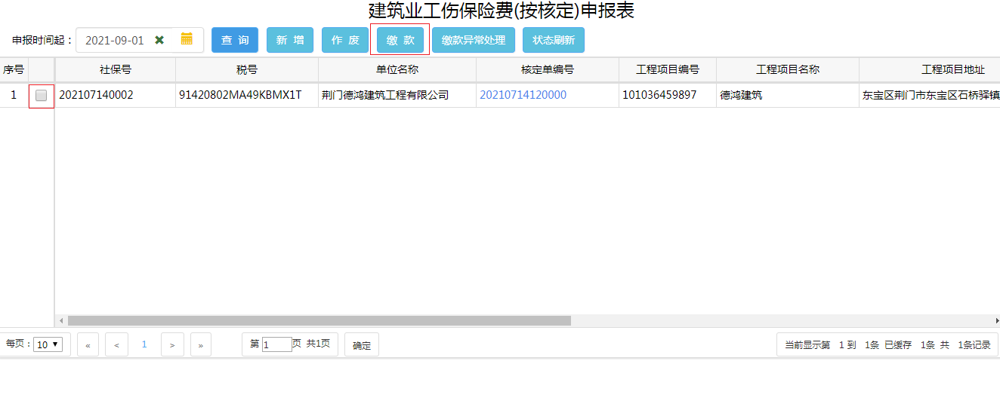 建筑业工伤保险费(按核定)申报表
申报时间起： 2021-09-01 查 询 新 增 作 废 缴 款 缴款异常处理 状态刷新
序号 社保号 税号 单位名称 核定单编号 工程项目编号 工程项目名称 工程项目地址
1 202107140002 91420802MA49KBMX1T 荆门德鸿建筑工程有限公司 20210714120000 101036459897 德鸿建筑 东宝区荆门市东宝区石桥驿镇
每页： 10 « < 1 > » 第 1 页 共1页 确定 当前显示第 1 到 1条 已缓存 1条 共 1条记录